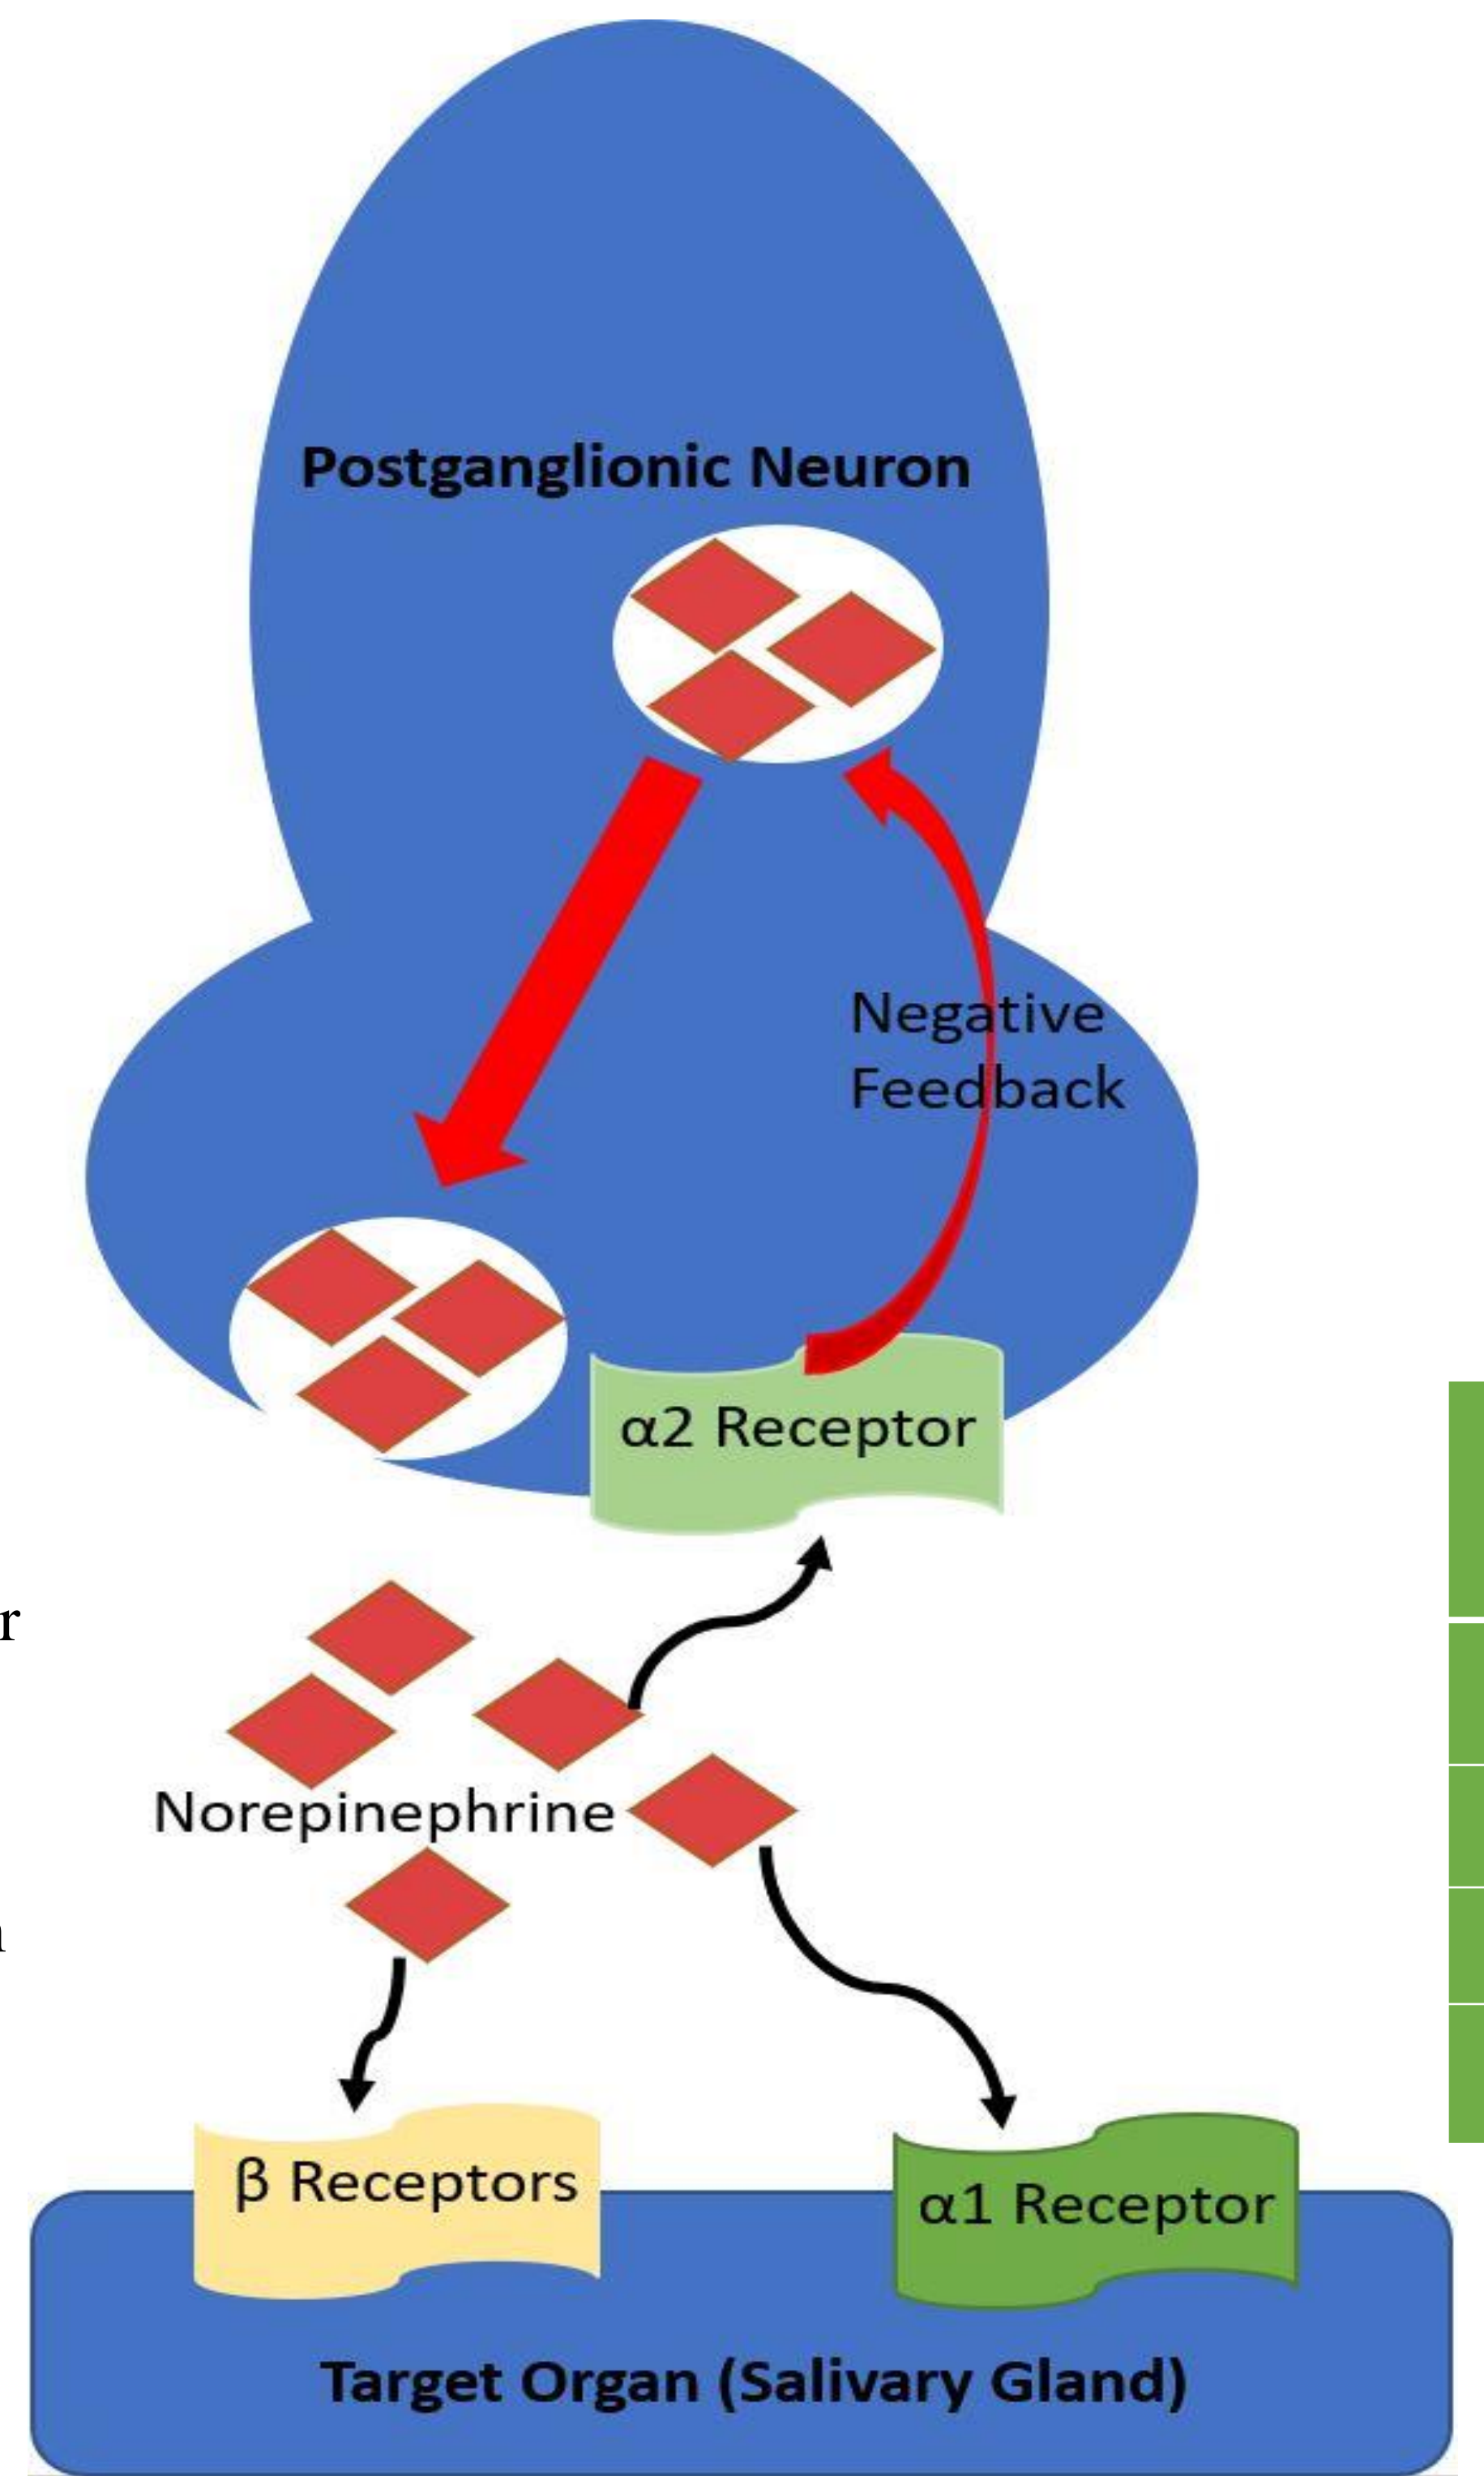 Postganglionic Neuron
Negative
Feedback
α2 Receptor
r
Norepinephrine
β Receptors
α1 Receptor
Target Organ (Salivary Gland)